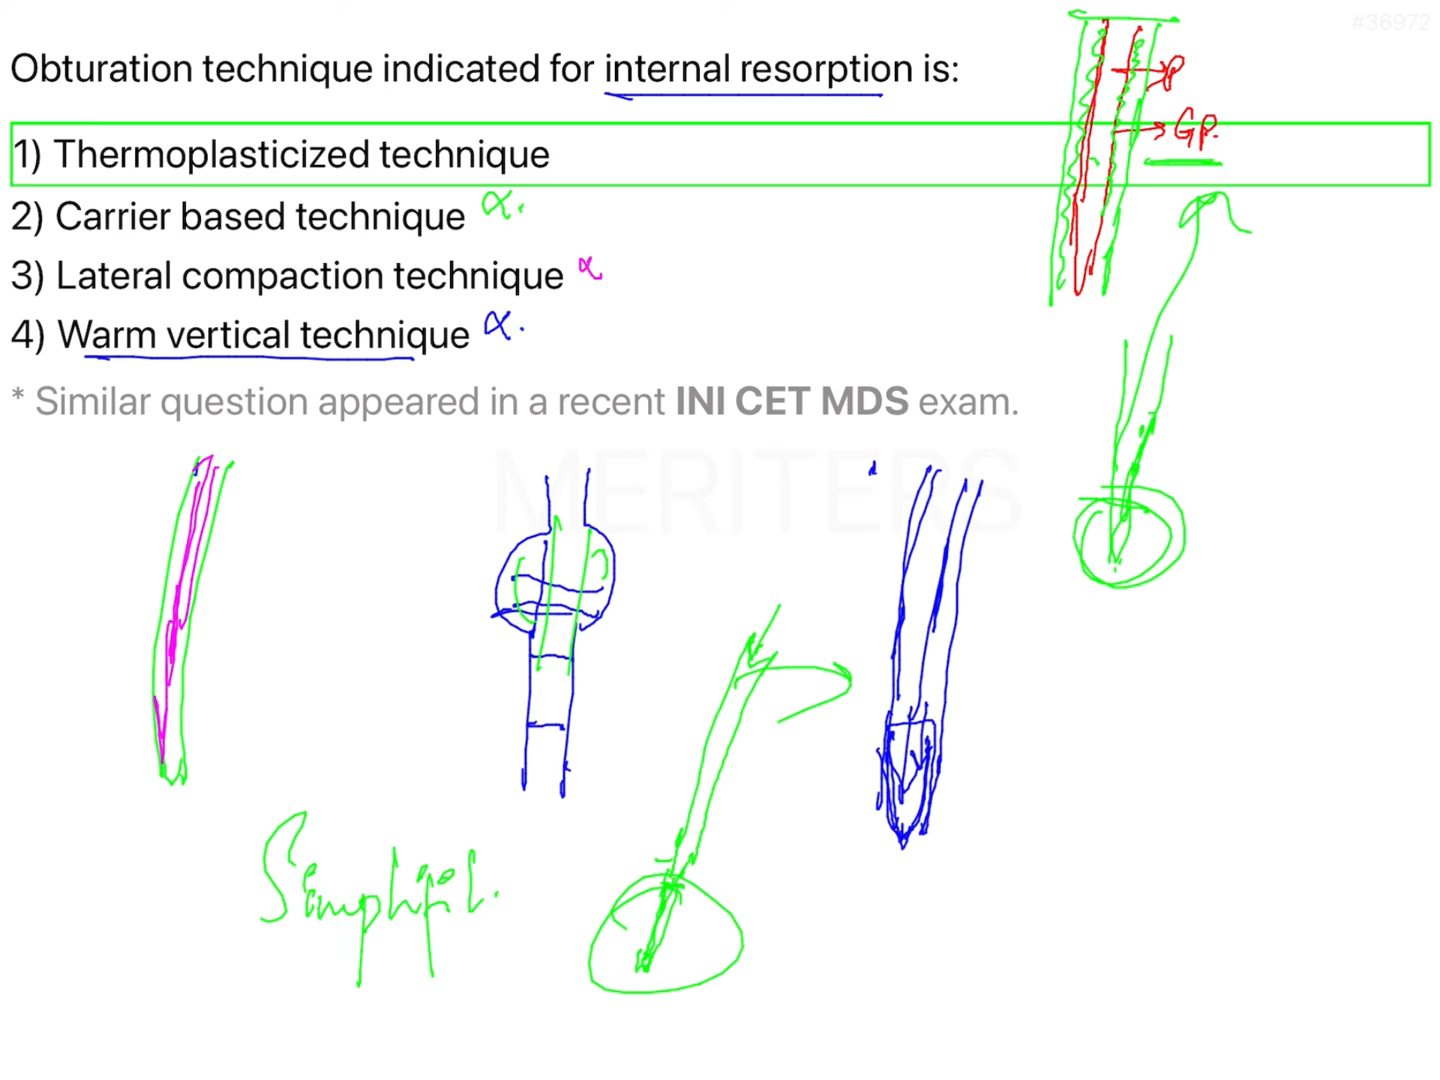 #36972
Obturation technique indicated for internal resorption is:
1) Thermoplasticized technique
2) Carrier based technique
3) Lateral compaction technique
4) Warm vertical technique
* Similar question appeared in a recent INI CET MDS exam.
P
GP.
MERITERS